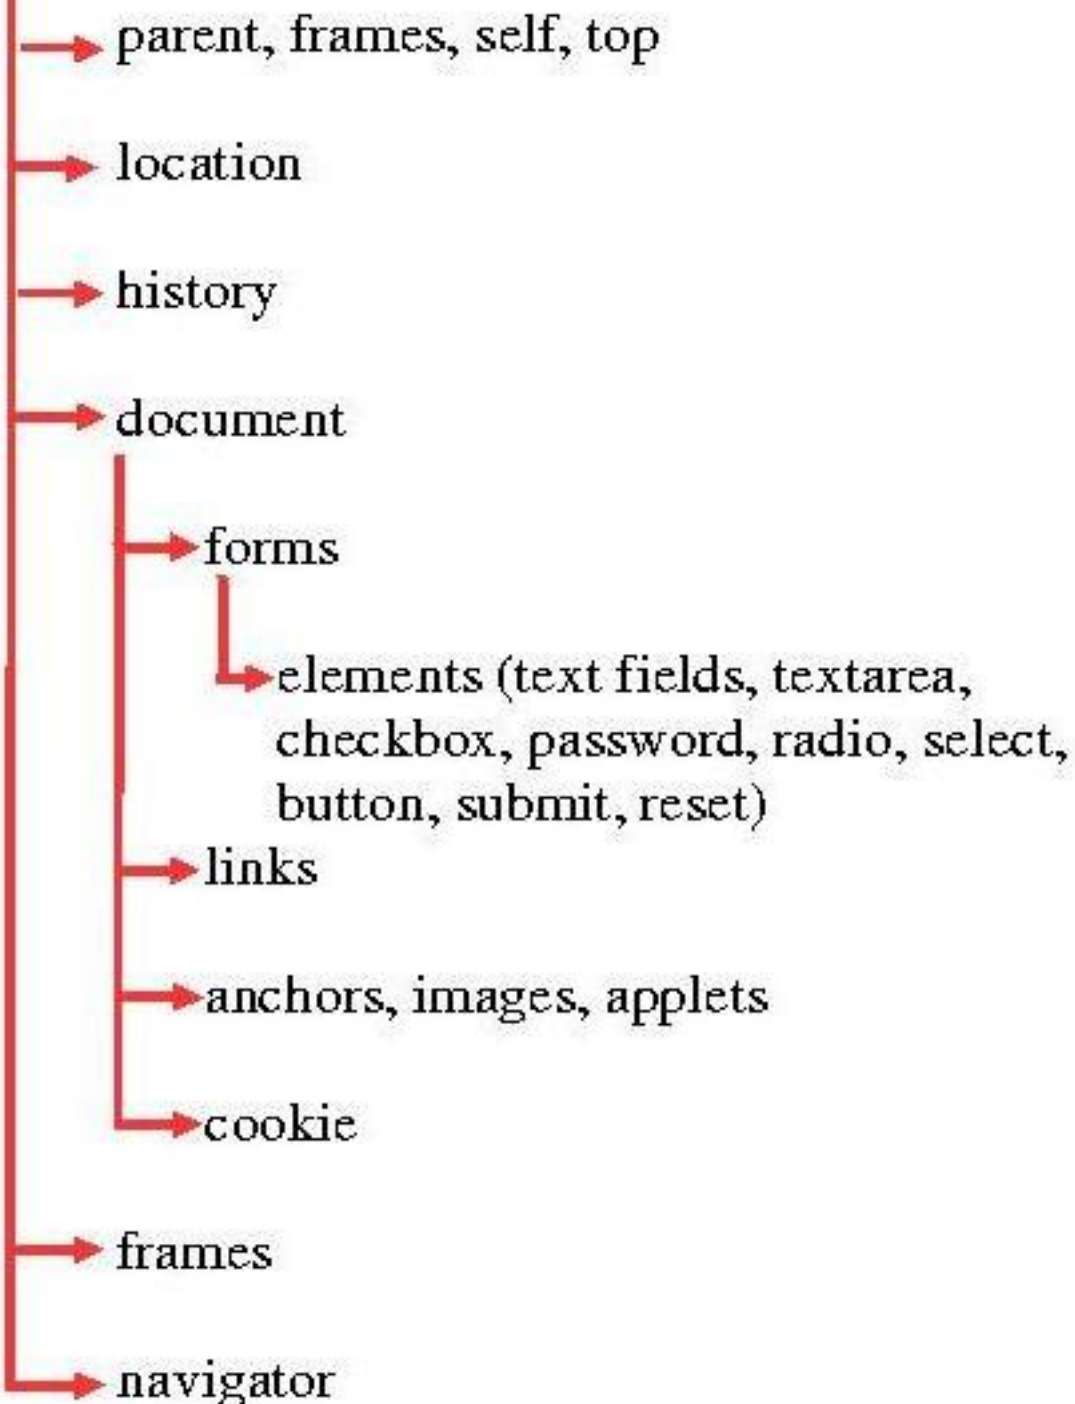 parent, frames, self, top
location
history
document
forms
elements (text fields, textarea,
checkbox, password, radio, select,
button, submit, reset)
links
anchors, images, applets
cookie
frames
navigator